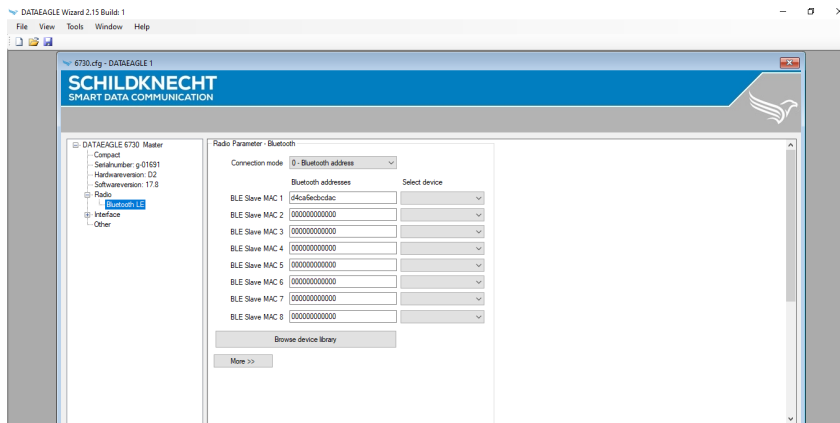 DATAEAGLE Wizard 2.15 Build: 1
File View Tools Window Help
6730.cfg - DATAEAGLE 1
SCHILDKNECHT
SMART DATA COMMUNICATION
DATAEAGLE 6730 Master
Compact
Serialnumber: g-01691
Hardwareversion: D2
Softwareversion: 17.8
Radio
Bluetooth LE
Interface
Other
Radio Parameter - Bluetooth
Connection mode 0 - Bluetooth address
Bluetooth addresses Select device
BLE Slave MAC 1 d4ca6ecbcdac
BLE Slave MAC 2 000000000000
BLE Slave MAC 3 000000000000
BLE Slave MAC 4 000000000000
BLE Slave MAC 5 000000000000
BLE Slave MAC 6 000000000000
BLE Slave MAC 7 000000000000
BLE Slave MAC 8 000000000000
Browse device library
More >>